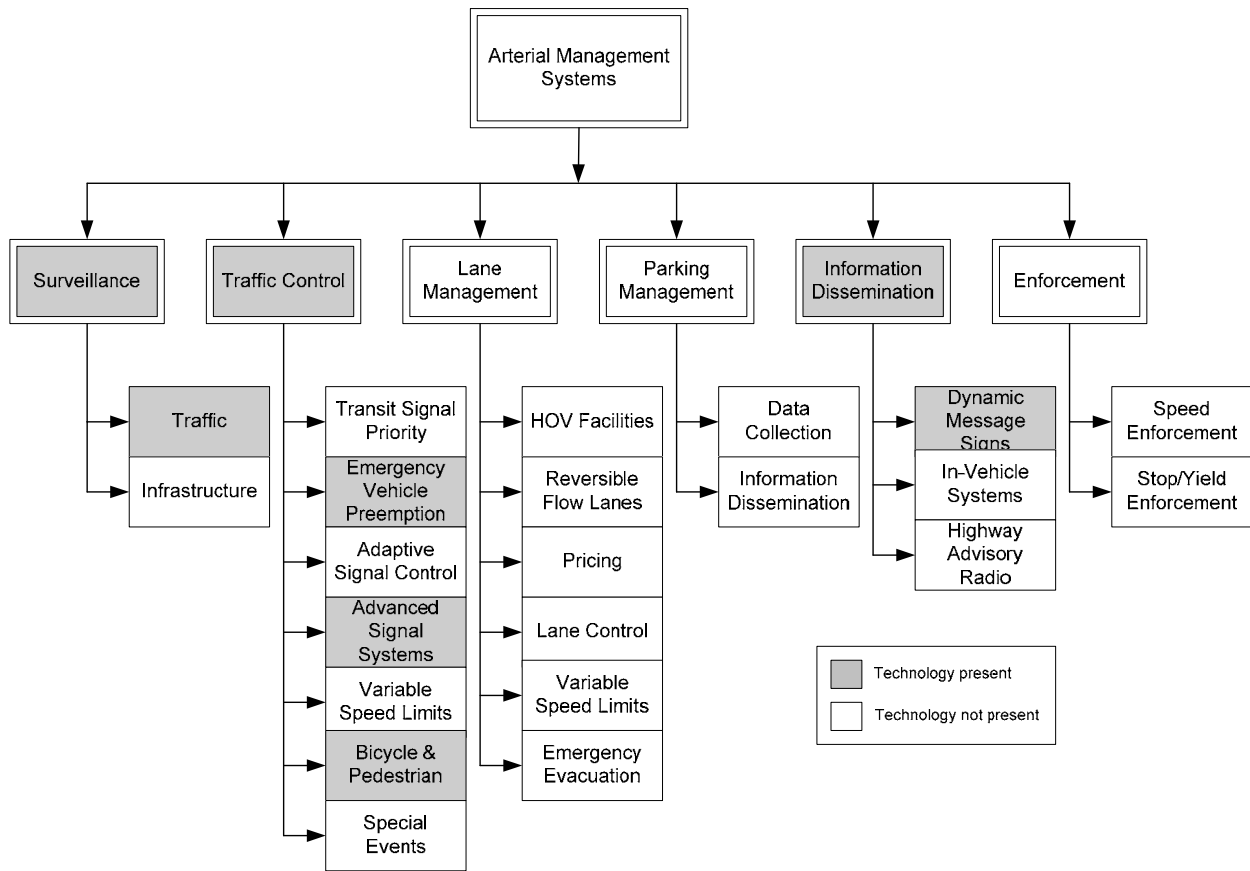 Arterial Management
Systems
Surveillance
Traffic Control
Lane
Management
Parking
Management
Information
Dissemination
Enforcement
Traffic
Infrastructure
Transit Signal
Priority
Emergency
Vehicle
Preemption
Adaptive
Signal Control
Advanced
Signal
Systems
Variable
Speed Limits
Bicycle &
Pedestrian
Special
Events
HOV Facilities
Reversible
Flow Lanes
Pricing
Lane Control
Variable
Speed Limits
Emergency
Evacuation
Data
Collection
Information
Dissemination
Dynamic
Message
Signs
In-Vehicle
Systems
Highway
Advisory
Radio
Speed
Enforcement
Stop/Yield
Enforcement
Technology present
Technology not present